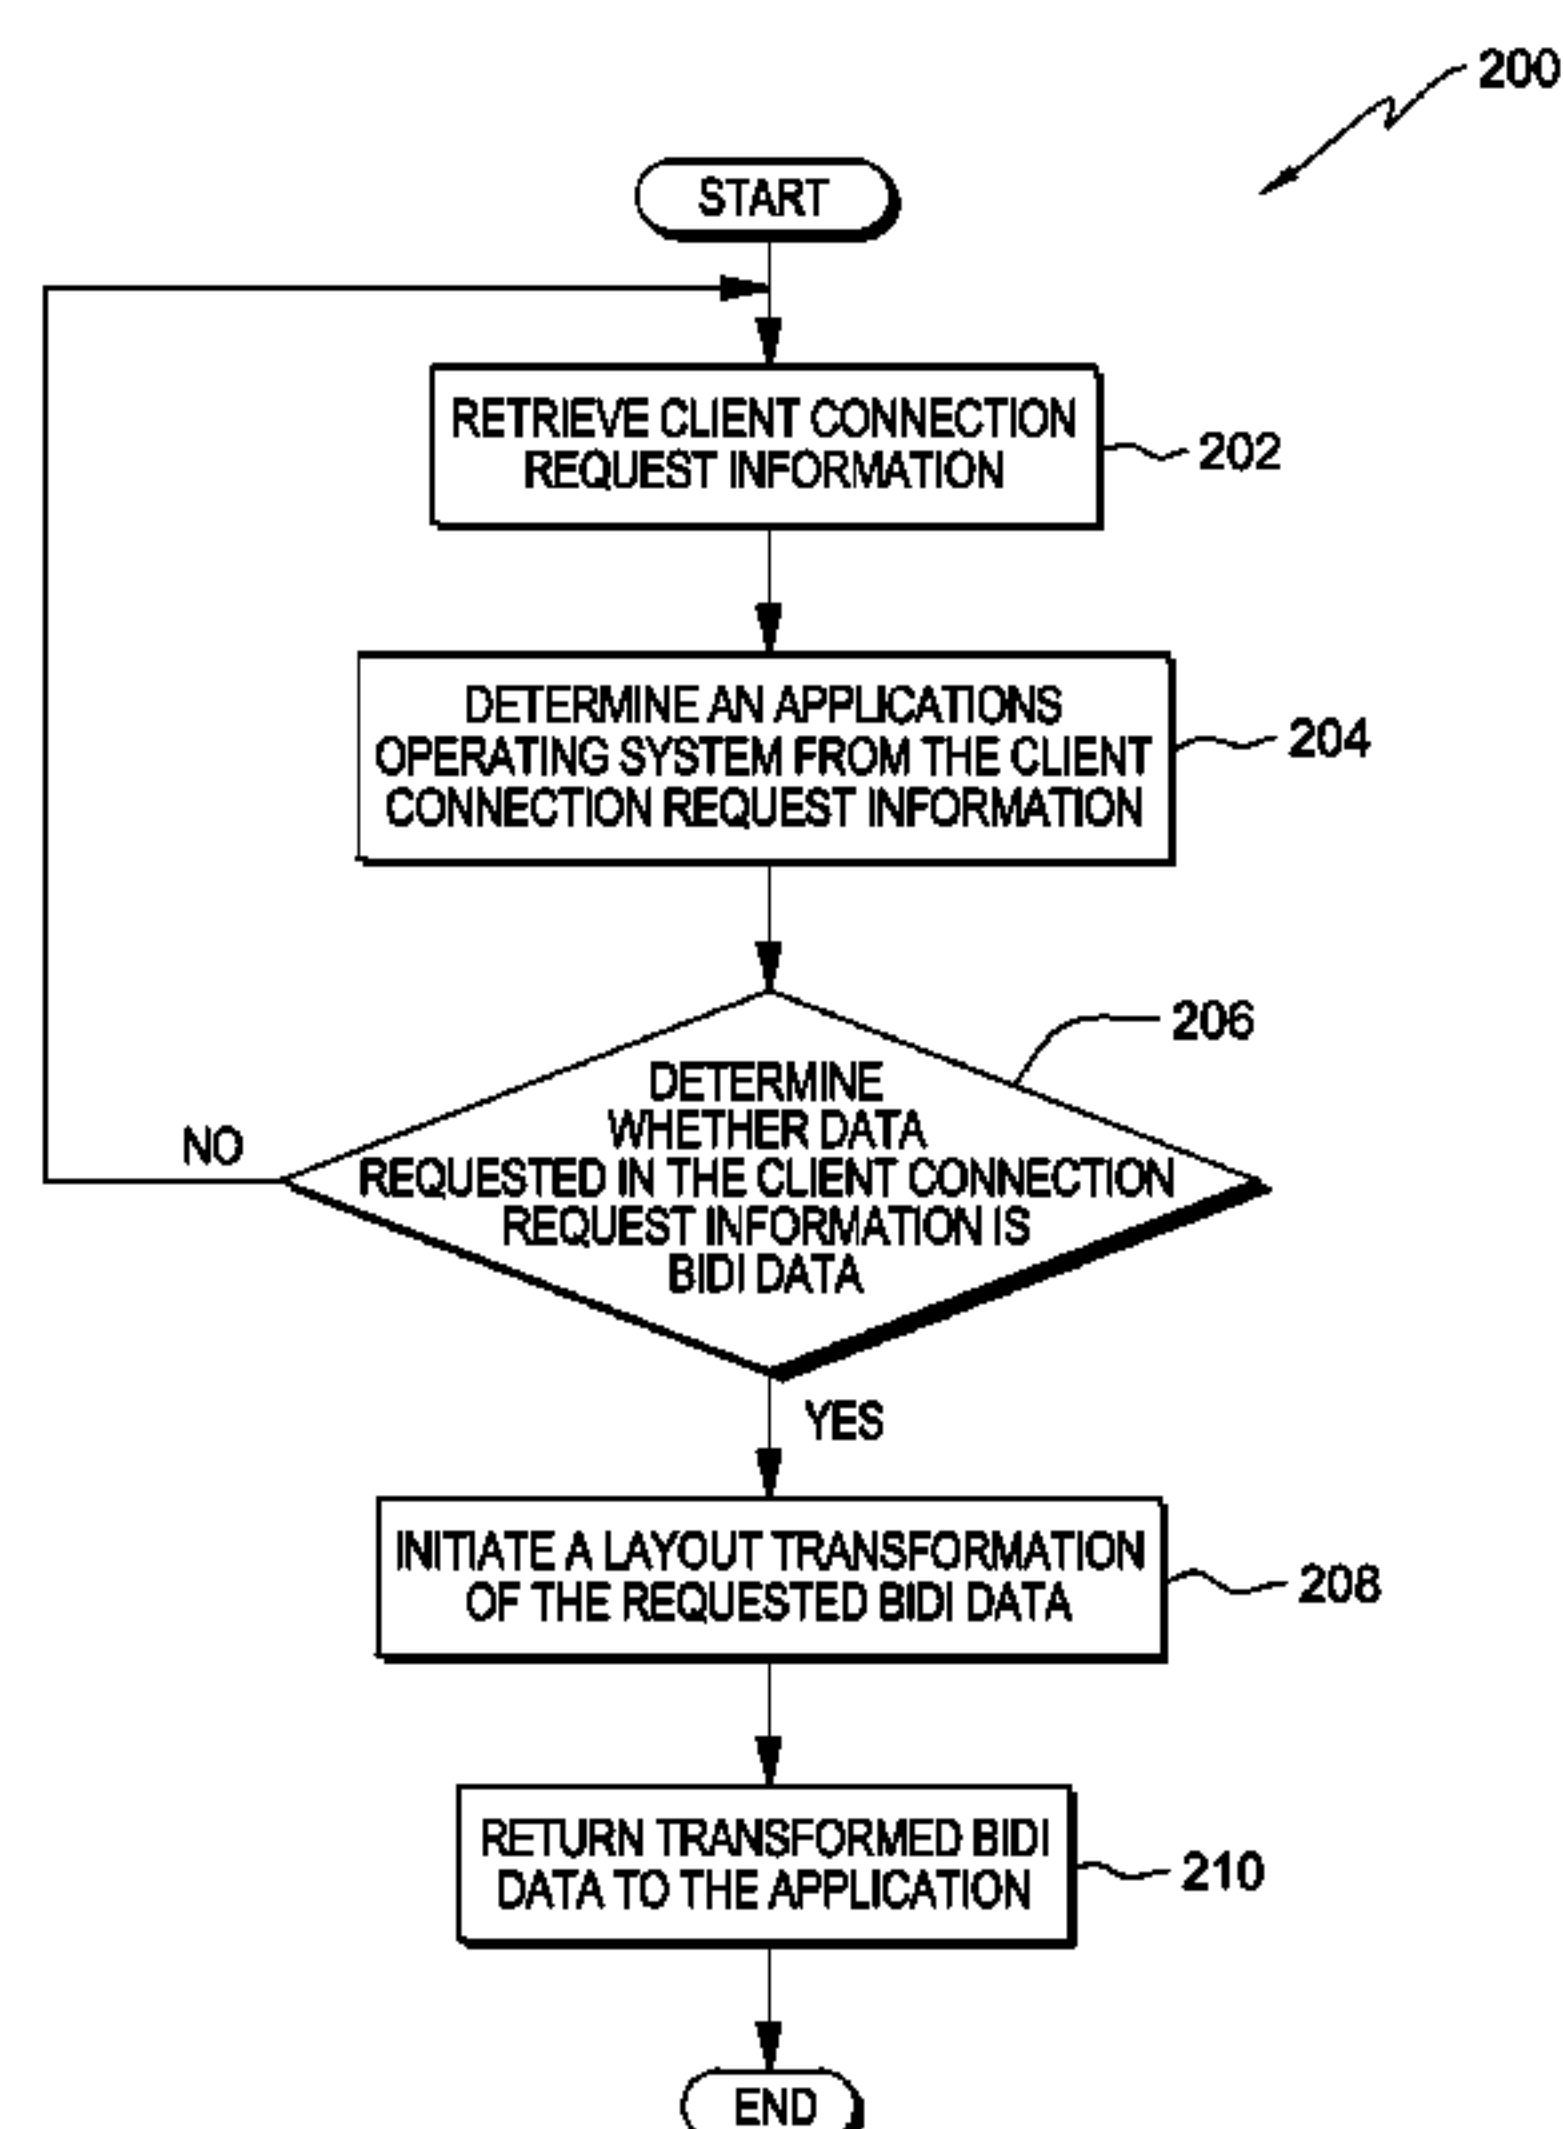 200
START
RETRIEVE CLIENT CONNECTION
REQUEST INFORMATION
202
DETERMINE AN APPLICATIONS
OPERATING SYSTEM FROM THE CLIENT
CONNECTION REQUEST INFORMATION
204
206
DETERMINE
WHETHER DATA
REQUESTED IN THE CLIENT CONNECTION
REQUEST INFORMATION IS
BIDI DATA
NO
YES
INITIATE A LAYOUT TRANSFORMATION
OF THE REQUESTED BIDI DATA
208
RETURN TRANSFORMED BIDI
DATA TO THE APPLICATION
210
END